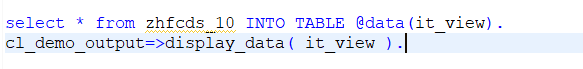 select * from zhfcds_10 INTO TABLE @data(it_view).
cl_demo_output=>display_data( it_view ).